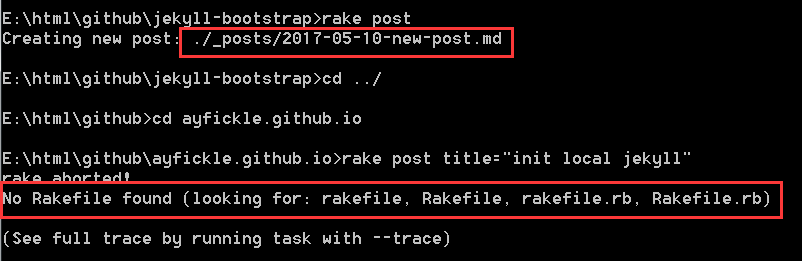 E:\html\github\jekyll-bootstrap>rake post
Creating new post: ./_posts/2017-05-10-new-post.md
E:\html\github\jekyll-bootstrap>cd ../
E:\html\github>cd ayfickle.github.io
E:\html\github\ayfickle.github.io>rake post title="init local jekyll"
rake aborted!
No Rakefile found (looking for: rakefile, Rakefile, rakefile.rb, Rakefile.rb)
(See full trace by running task with --trace)